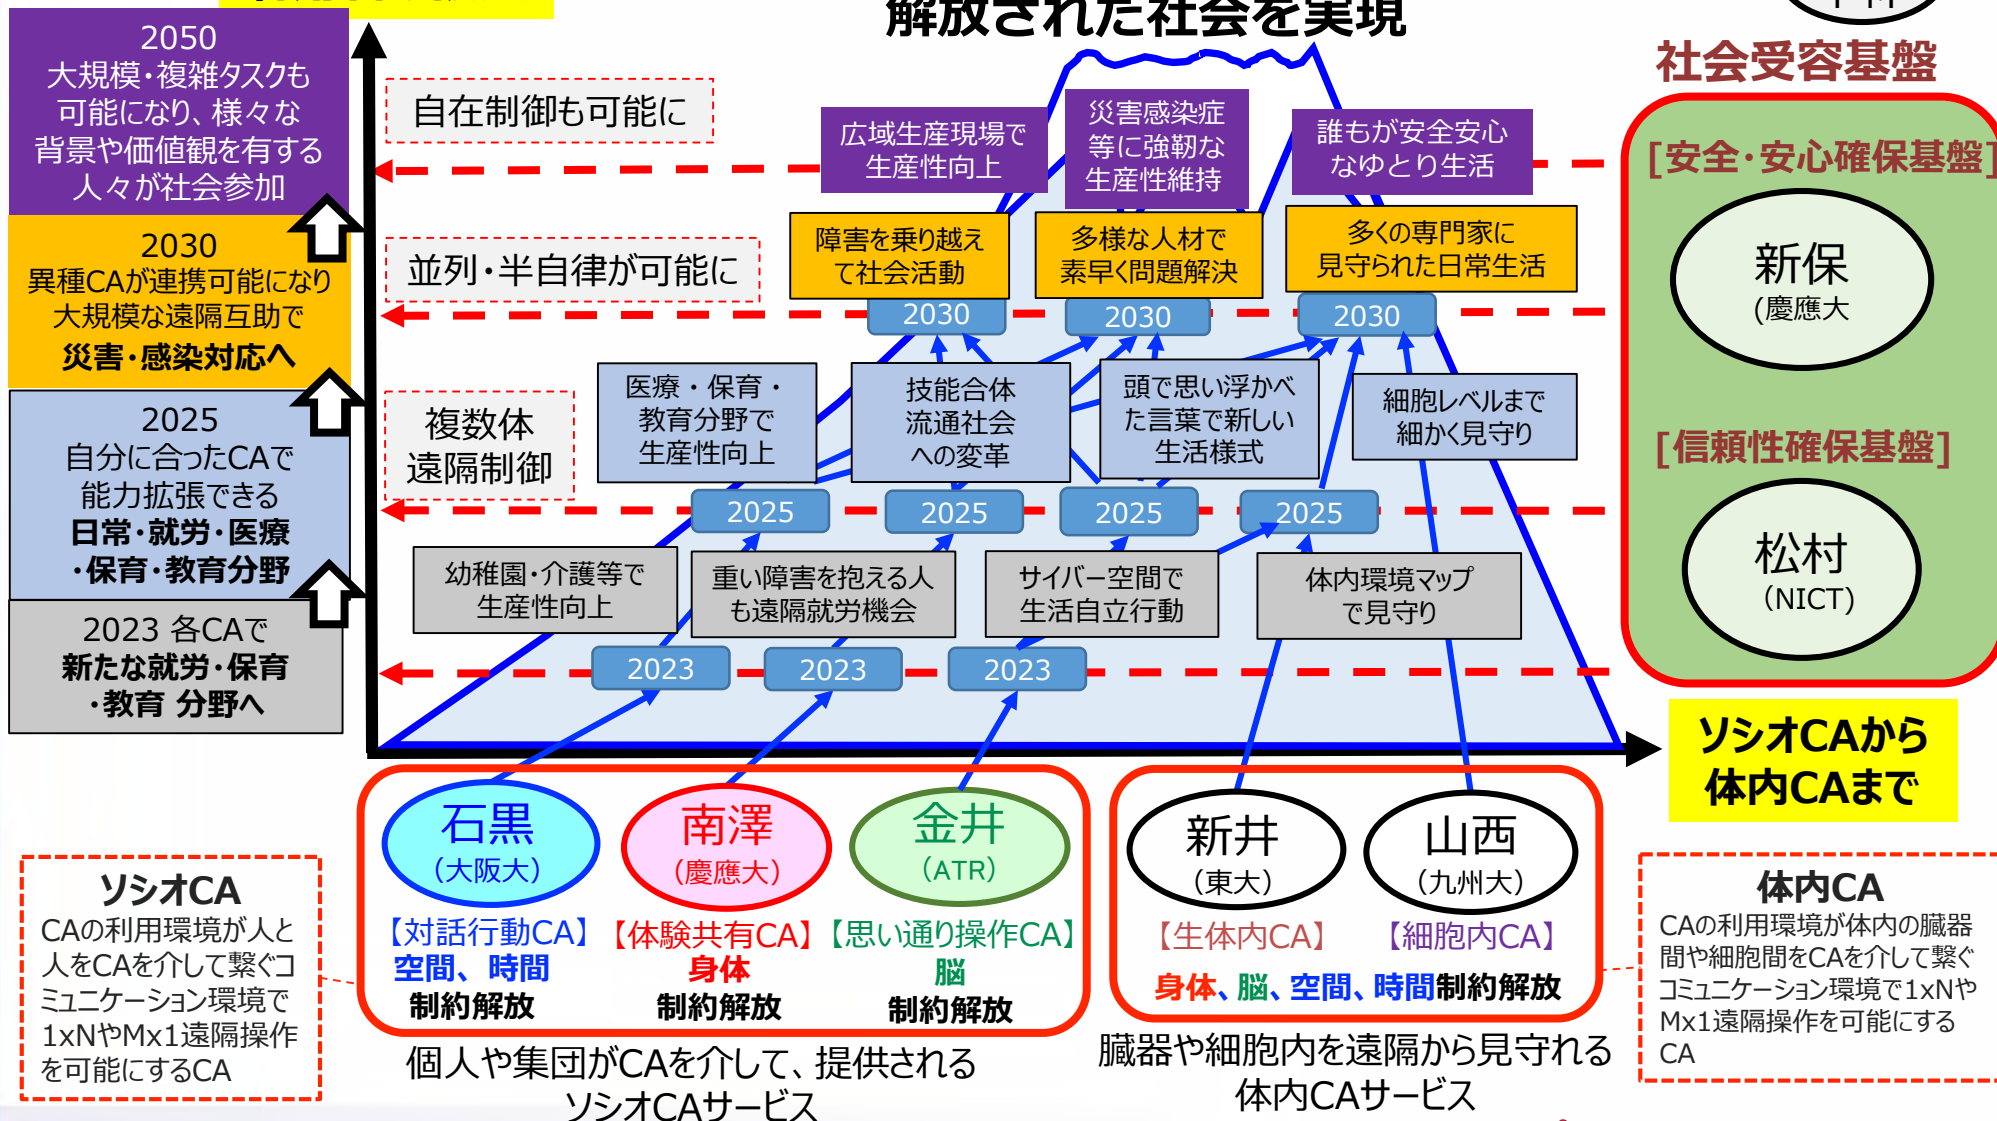 解放された社会を実現
2050
大規模・複雑タスクも
可能になり、様々な
背景や価値観を有する
人々が社会参加
2030
異種CAが連携可能になり
大規模な遠隔互助で
災害・感染対応へ
2025
自分に合ったCAで
能力拡張できる
日常・就労・医療
・保育・教育分野
2023 各CAで
新たな就労・保育
・教育 分野へ
自在制御も可能に
並列・半自律が可能に
複数体
遠隔制御
広域生産現場で
生産性向上
災害感染症
等に強靭な
生産性維持
誰もが安全安心
なゆとり生活
障害を乗り越え
て社会活動
多様な人材で
素早く問題解決
多くの専門家に
見守られた日常生活
2030
2030
2030
医療・保育・
教育分野で
生産性向上
技能合体
流通社会
への変革
頭で思い浮かべ
た言葉で新しい
生活様式
細胞レベルまで
細かく見守り
2025
2025
2025
2025
幼稚園・介護等で
生産性向上
重い障害を抱える人
も遠隔就労機会
サイバー空間で
生活自立行動
体内環境マップ
で見守り
2023
2023
2023
社会受容基盤
[安全・安心確保基盤]
新保
(慶應大
[信頼性確保基盤]
松村
(NICT)
ソシオCAから
体内CAまで
石黒
(大阪大)
【対話行動CA】
空間、時間
制約解放
南澤
(慶應大)
【体験共有CA】
身体
制約解放
金井
(ATR)
【思い通り操作CA】
脳
制約解放
新井
(東大)
【生体内CA】
山西
(九州大)
【細胞内CA】
身体、脳、空間、時間制約解放
ソシオCA
CAの利用環境が人と
人をCAを介して繋ぐコ
ミュニケーション環境で
1xNやMx1遠隔操作
を可能にするCA
個人や集団がCAを介して、提供される
ソシオCAサービス
臓器や細胞内を遠隔から見守れる
体内CAサービス
体内CA
CAの利用環境が体内の臓器
間や細胞間をCAを介して繋ぐ
コミュニケーション環境で1xNや
Mx1遠隔操作を可能にする
CA